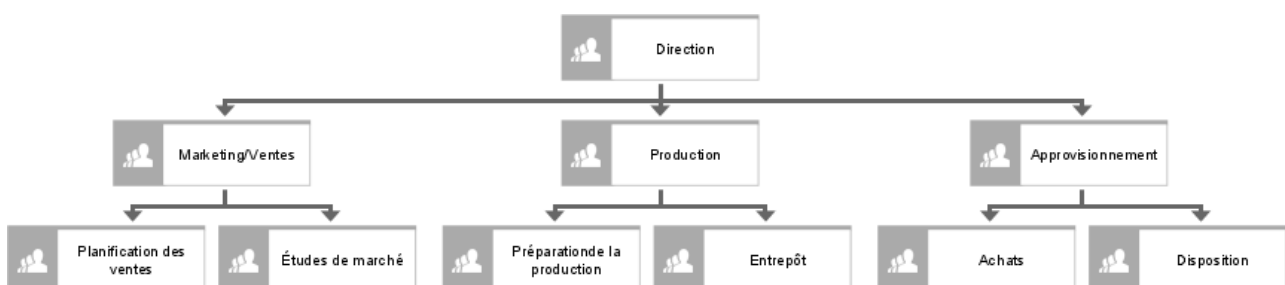 Direction
Marketing/Ventes
Production
Approvisionnement
Planification des
ventes
Études de marché
Préparationde la
production
Entrepôt
Achats
Disposition